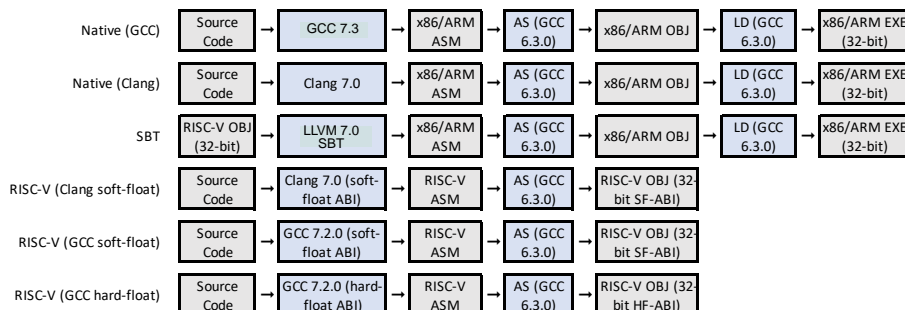 Native (GCC)
Source
Code
GCC 7.3
x86/ARM
ASM
AS (GCC
6.3.0)
x86/ARM OBJ
LD (GCC
6.3.0)
x86/ARM EXE
(32-bit)
Native (Clang)
Source
Code
Clang 7.0
x86/ARM
ASM
AS (GCC
6.3.0)
x86/ARM OBJ
LD (GCC
6.3.0)
x86/ARM EXE
(32-bit)
SBT
RISC-V OBJ
(32-bit)
LLVM 7.0
SBT
x86/ARM
ASM
AS (GCC
6.3.0)
x86/ARM OBJ
LD (GCC
6.3.0)
x86/ARM EXE
(32-bit)
RISC-V (Clang soft-float)
Source
Code
Clang 7.0 (soft-
float ABI)
RISC-V
ASM
AS (GCC
6.3.0)
RISC-V OBJ (32-
bit SF-ABI)
RISC-V (GCC soft-float)
Source
Code
GCC 7.2.0 (soft-
float ABI)
RISC-V
ASM
AS (GCC
6.3.0)
RISC-V OBJ (32-
bit SF-ABI)
RISC-V (GCC hard-float)
Source
Code
GCC 7.2.0 (hard-
float ABI)
RISC-V
ASM
AS (GCC
6.3.0)
RISC-V OBJ (32-
bit HF-ABI)